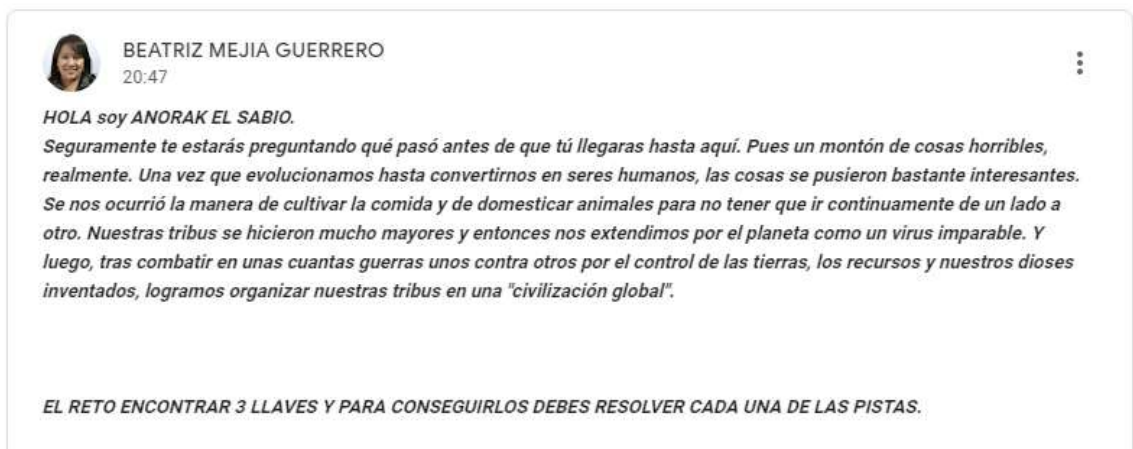 BEATRIZ MEJIA GUERRERO
20:47
HOLA soy ANORAK EL SABIO.
Seguramente te estarás preguntando qué pasó antes de que tú llegaras hasta aquí. Pues un montón de cosas horribles,
realmente. Una vez que evolucionamos hasta convertirnos en seres humanos, las cosas se pusieron bastante interesantes.
Se nos ocurrió la manera de cultivar la comida y de domesticar animales para no tener que ir continuamente de un lado a
otro. Nuestras tribus se hicieron mucho mayores y entonces nos extendimos por el planeta como un virus imparable. Y
luego, tras combatir en unas cuantas guerras unos contra otros por el control de las tierras, los recursos y nuestros dioses
inventados, logramos organizar nuestras tribus en una "civilización global".
EL RETO ENCONTRAR 3 LLAVES Y PARA CONSEGUIRLOS DEBES RESOLVER CADA UNA DE LAS PISTAS.